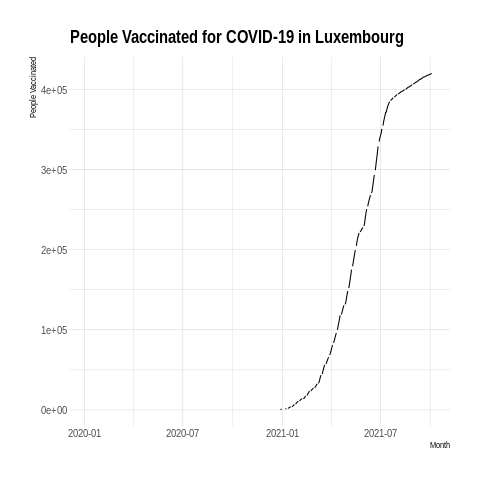 People Vaccinated for COVID-19 in Luxembourg
People Vaccinated
4e+05
3e+05
2e+05
1e+05
0e+00
2020-01 2020-07 2021-01 2021-07
Month